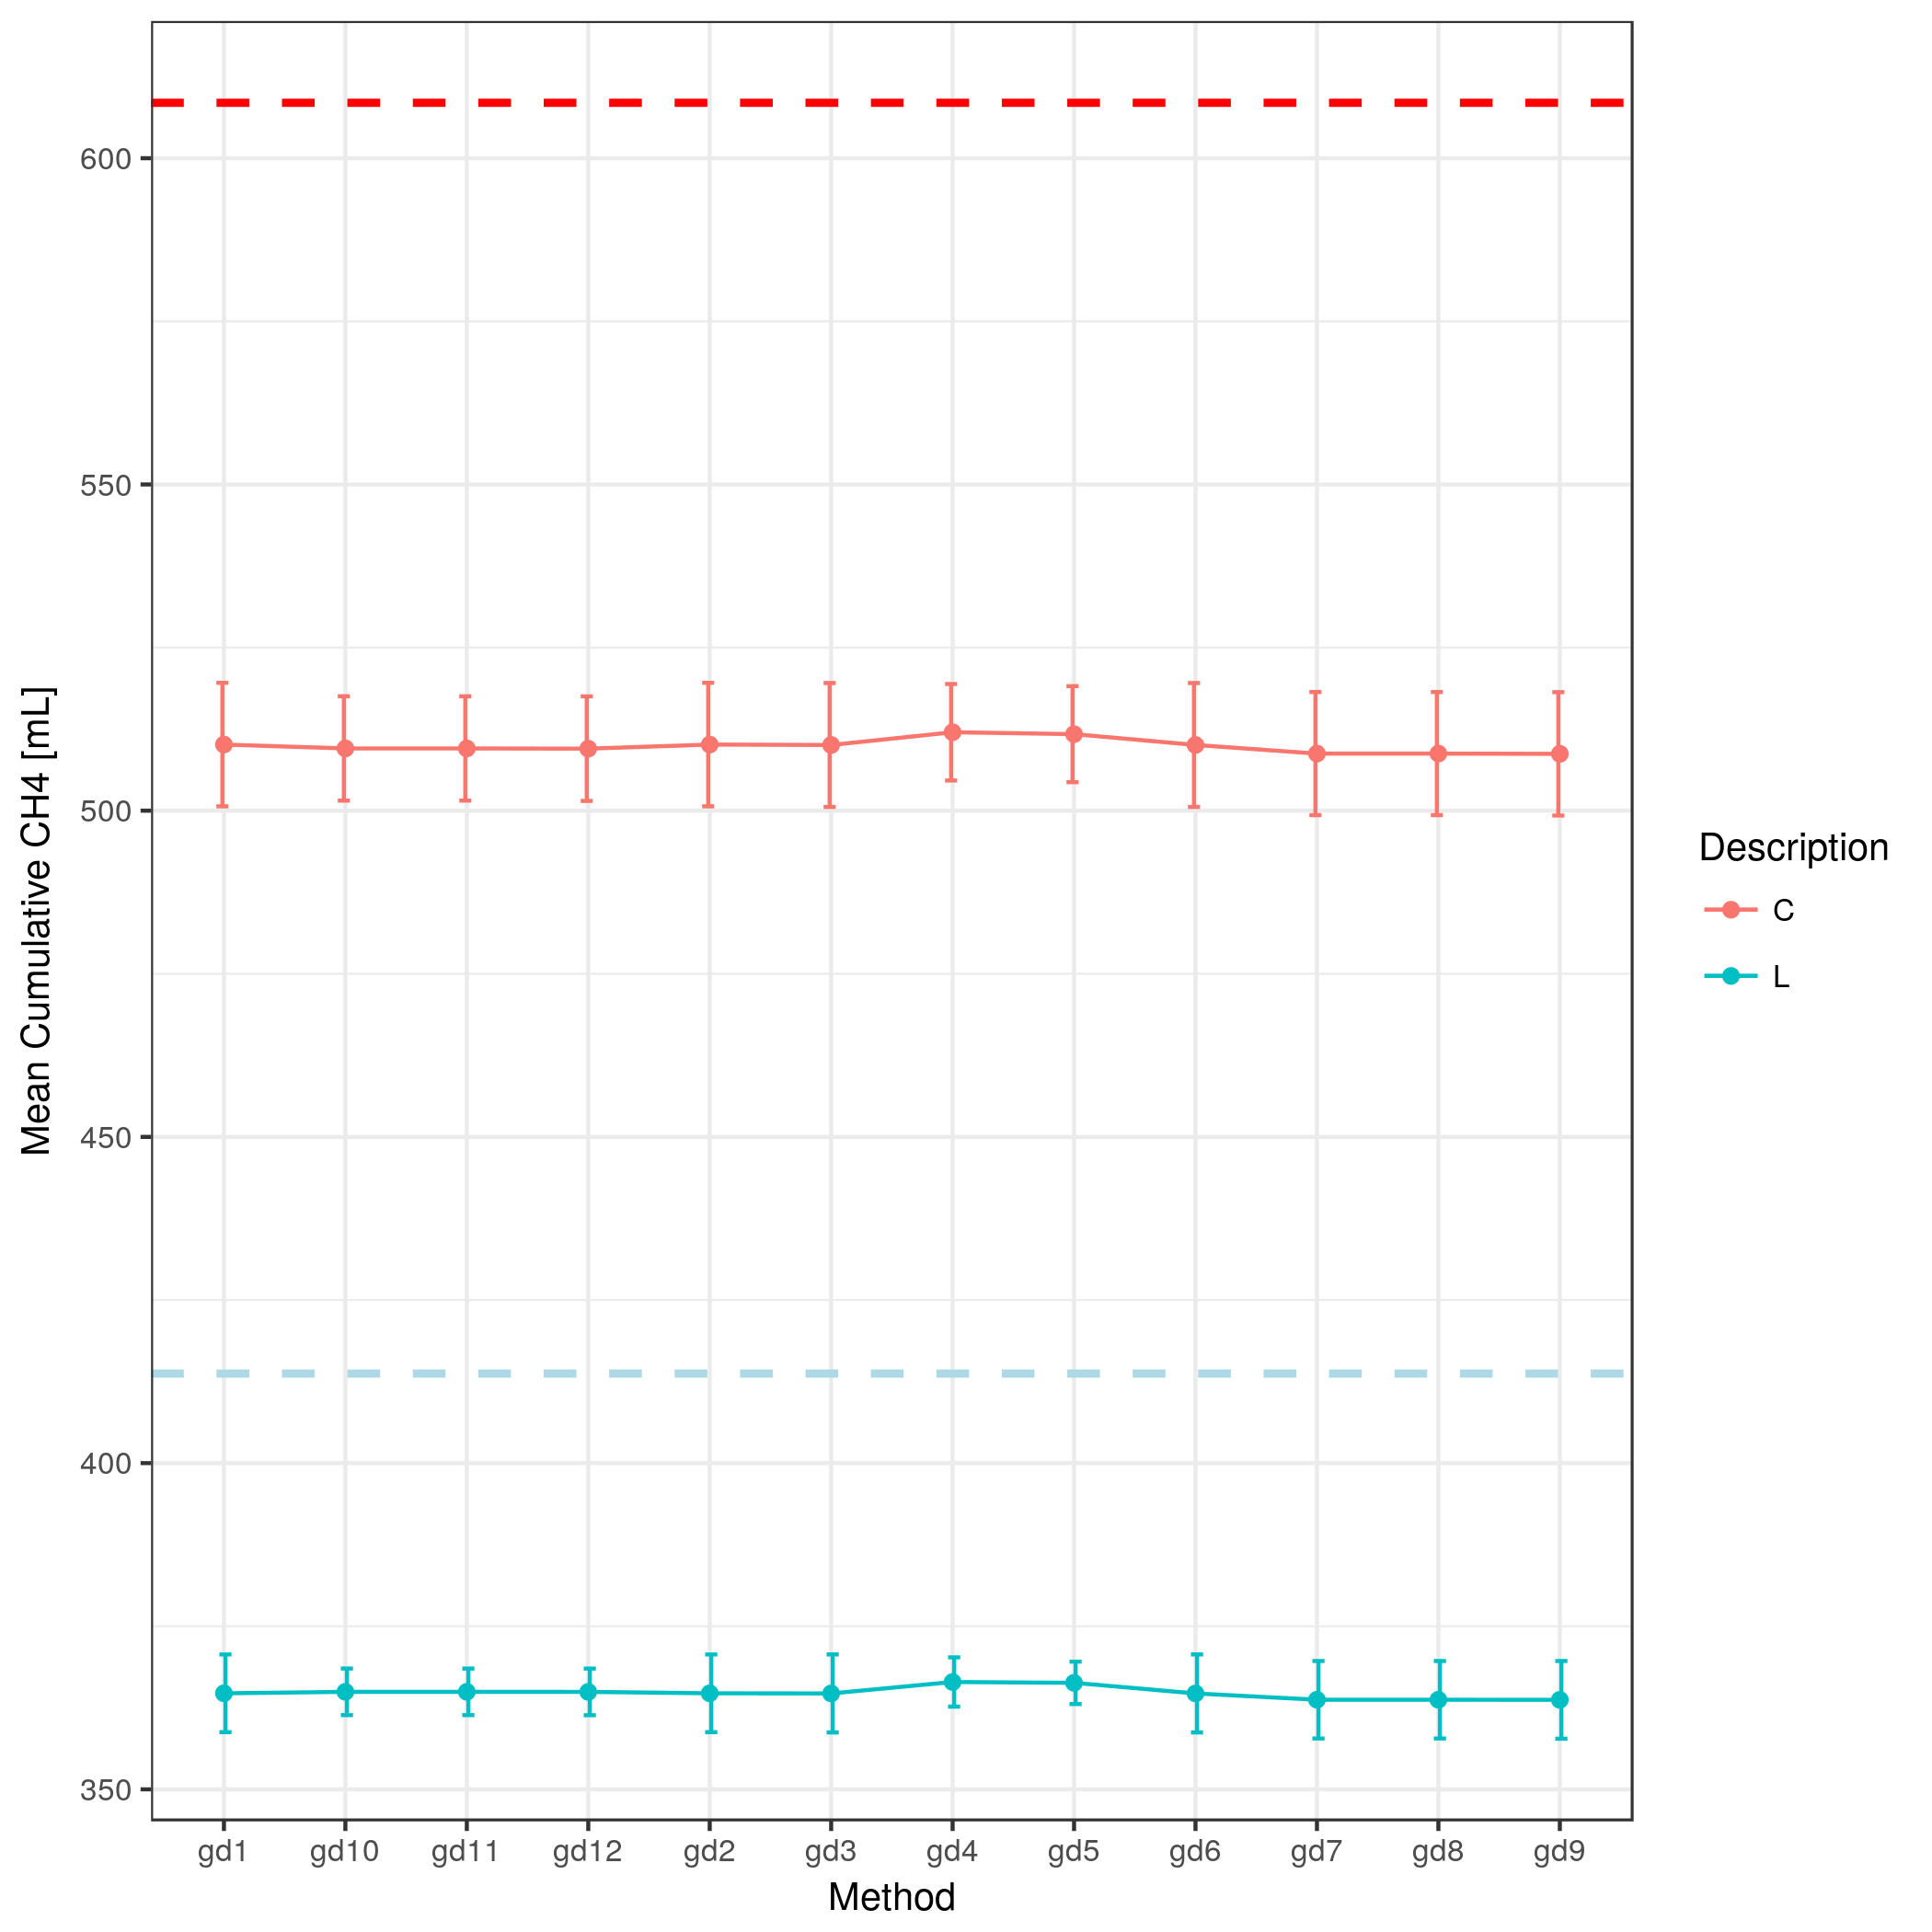 600
550
500
450
400
350
Mean Cumulative CH4 [mL]
gd1 gd10 gd11 gd12 gd2 gd3 gd4 gd5 gd6 gd7 gd8 gd9
Method
Description
C
L